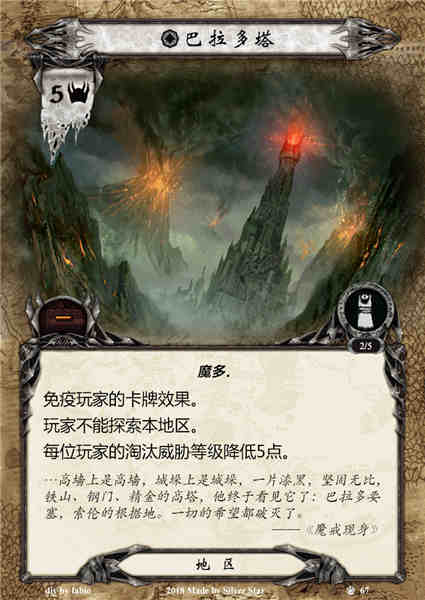 巴拉多塔
5
–
2/5
魔多.
免疫玩家的卡牌效果。
玩家不能探索本地区。
每位玩家的淘汰威胁等级降低5点。
…高墙上是高墙，城垛上是城垛，一片漆黑，坚固无比，
铁山、钢门、精金的高塔，他终于看见它了：巴拉多要
塞，索伦的根据地。一切的希望都破灭了。
——《魔戒现身》
地区
diy by fabio
2018 Made by Silver Star
67